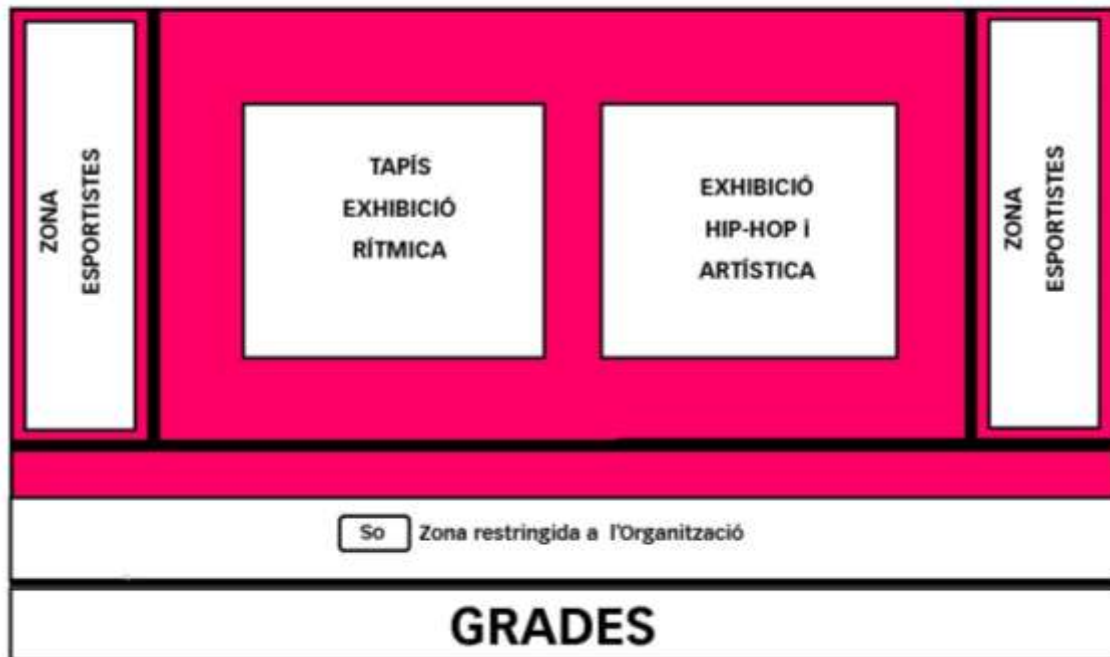 ZONA
ESPORTISTES
TAPÍS
EXHIBICIÓ
RÍTMICA
EXHIBICIÓ
HIP-HOP i
ARTÍSTICA
ZONA
ESPORTISTES
So Zona restringida a l'Organització
GRADES